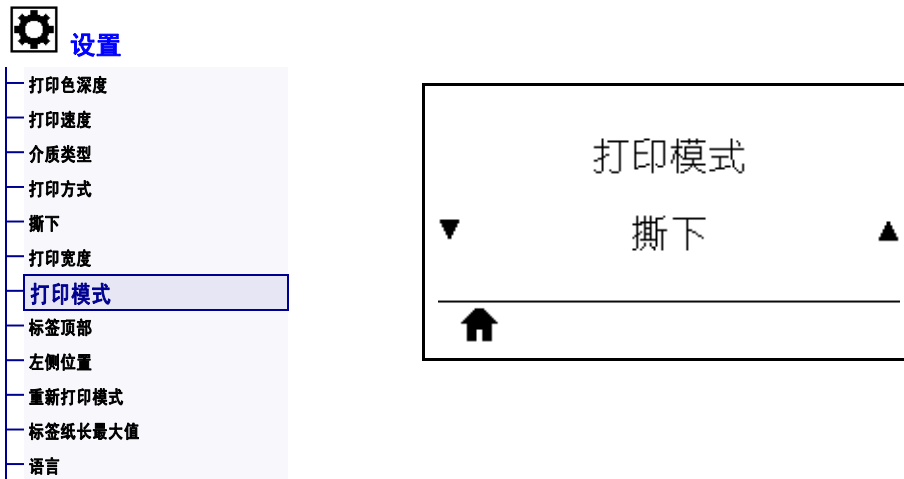 设置
打印色深度
打印速度
介质类型
打印方式
撕下
打印宽度
打印模式
标签顶部
左侧位置
重新打印模式
标签纸长最大值
语言
打印模式
撕下